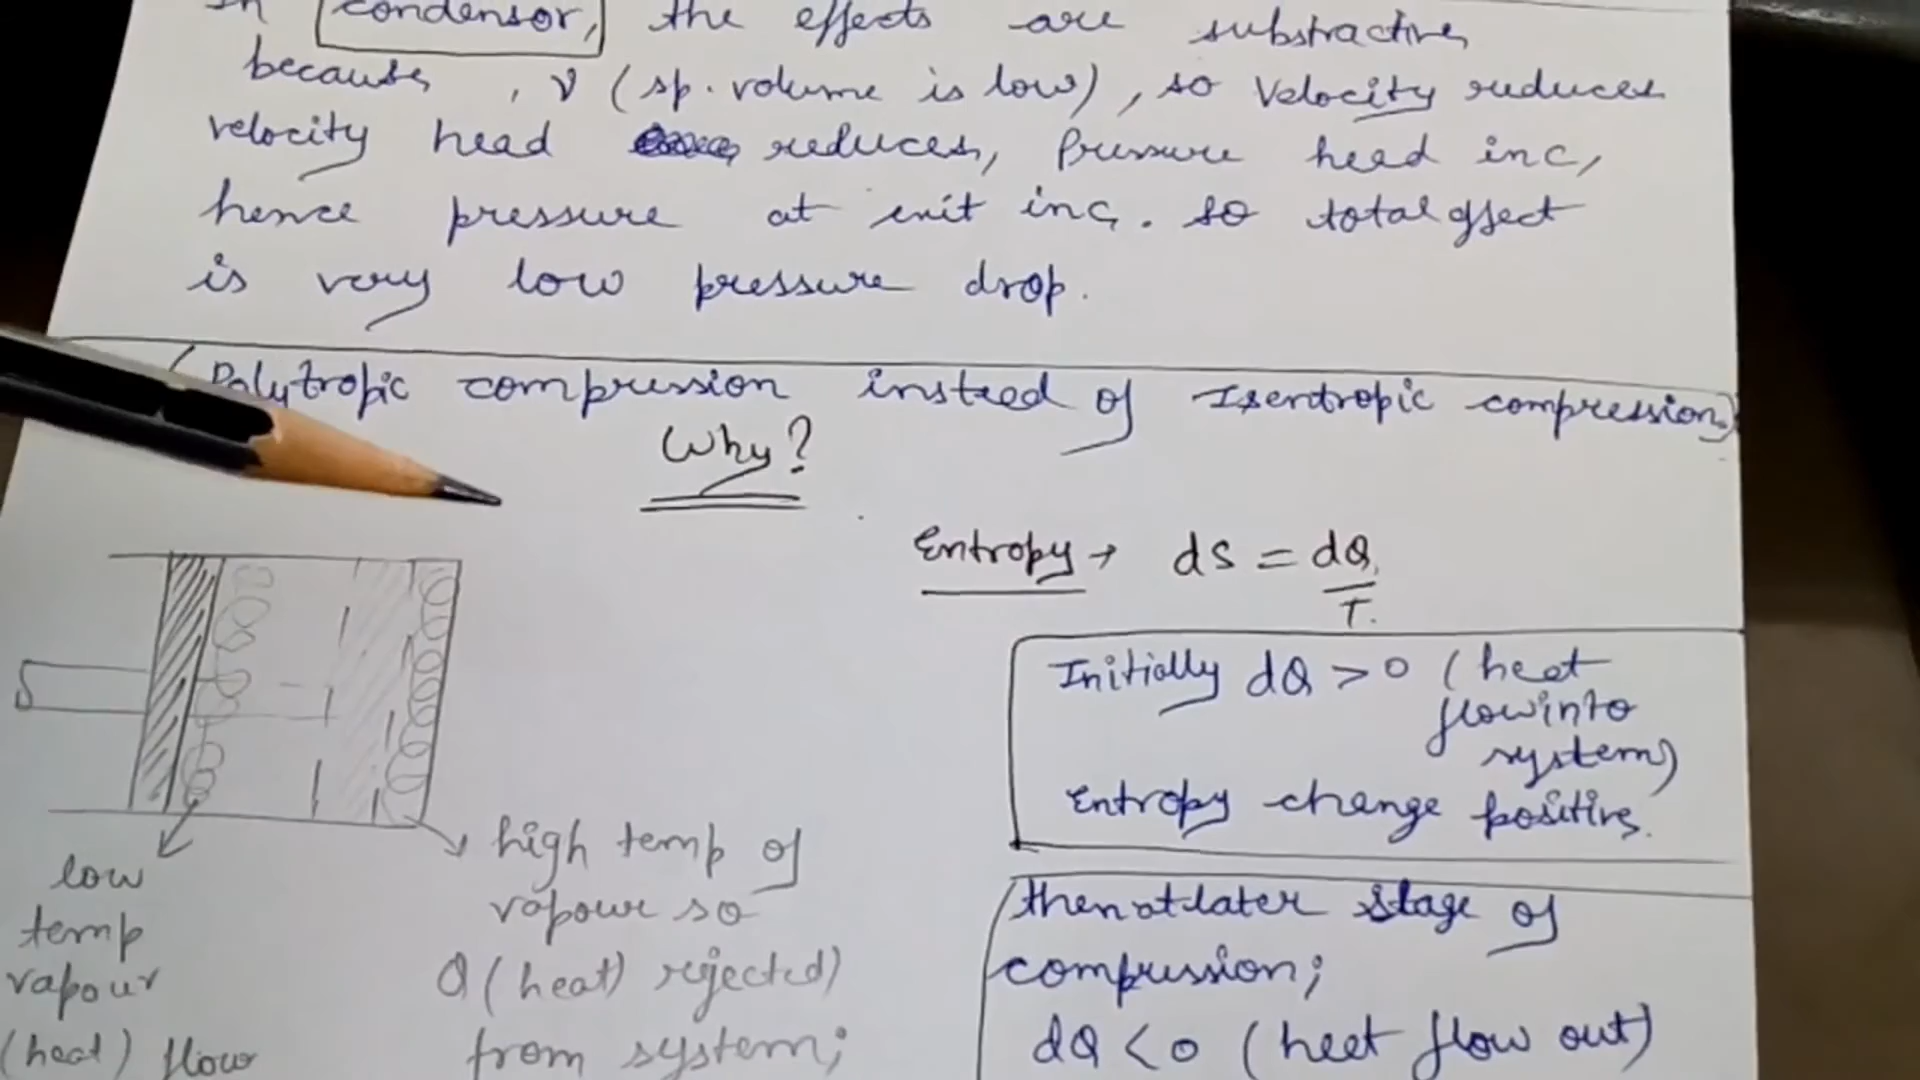 In condensor, the effects are substractive
because, ν (sp. volume is low), so velocity reduces
velocity head reduces, Pressure head inc,
hence pressure at exit inc. so total effect
is very low pressure drop.
(Polytropic compression instead of Isentropic compression)
Why?
Entropy → dS = dQ
T.
Initially dQ > 0 (heat
flow into
system)
Entropy change positive.
then at later stage of
compression;
dQ < 0 (heet flow out)
low
temp
vapour
(heat) flow
high temp of
vapour so
Q (heat) rejected)
from system;